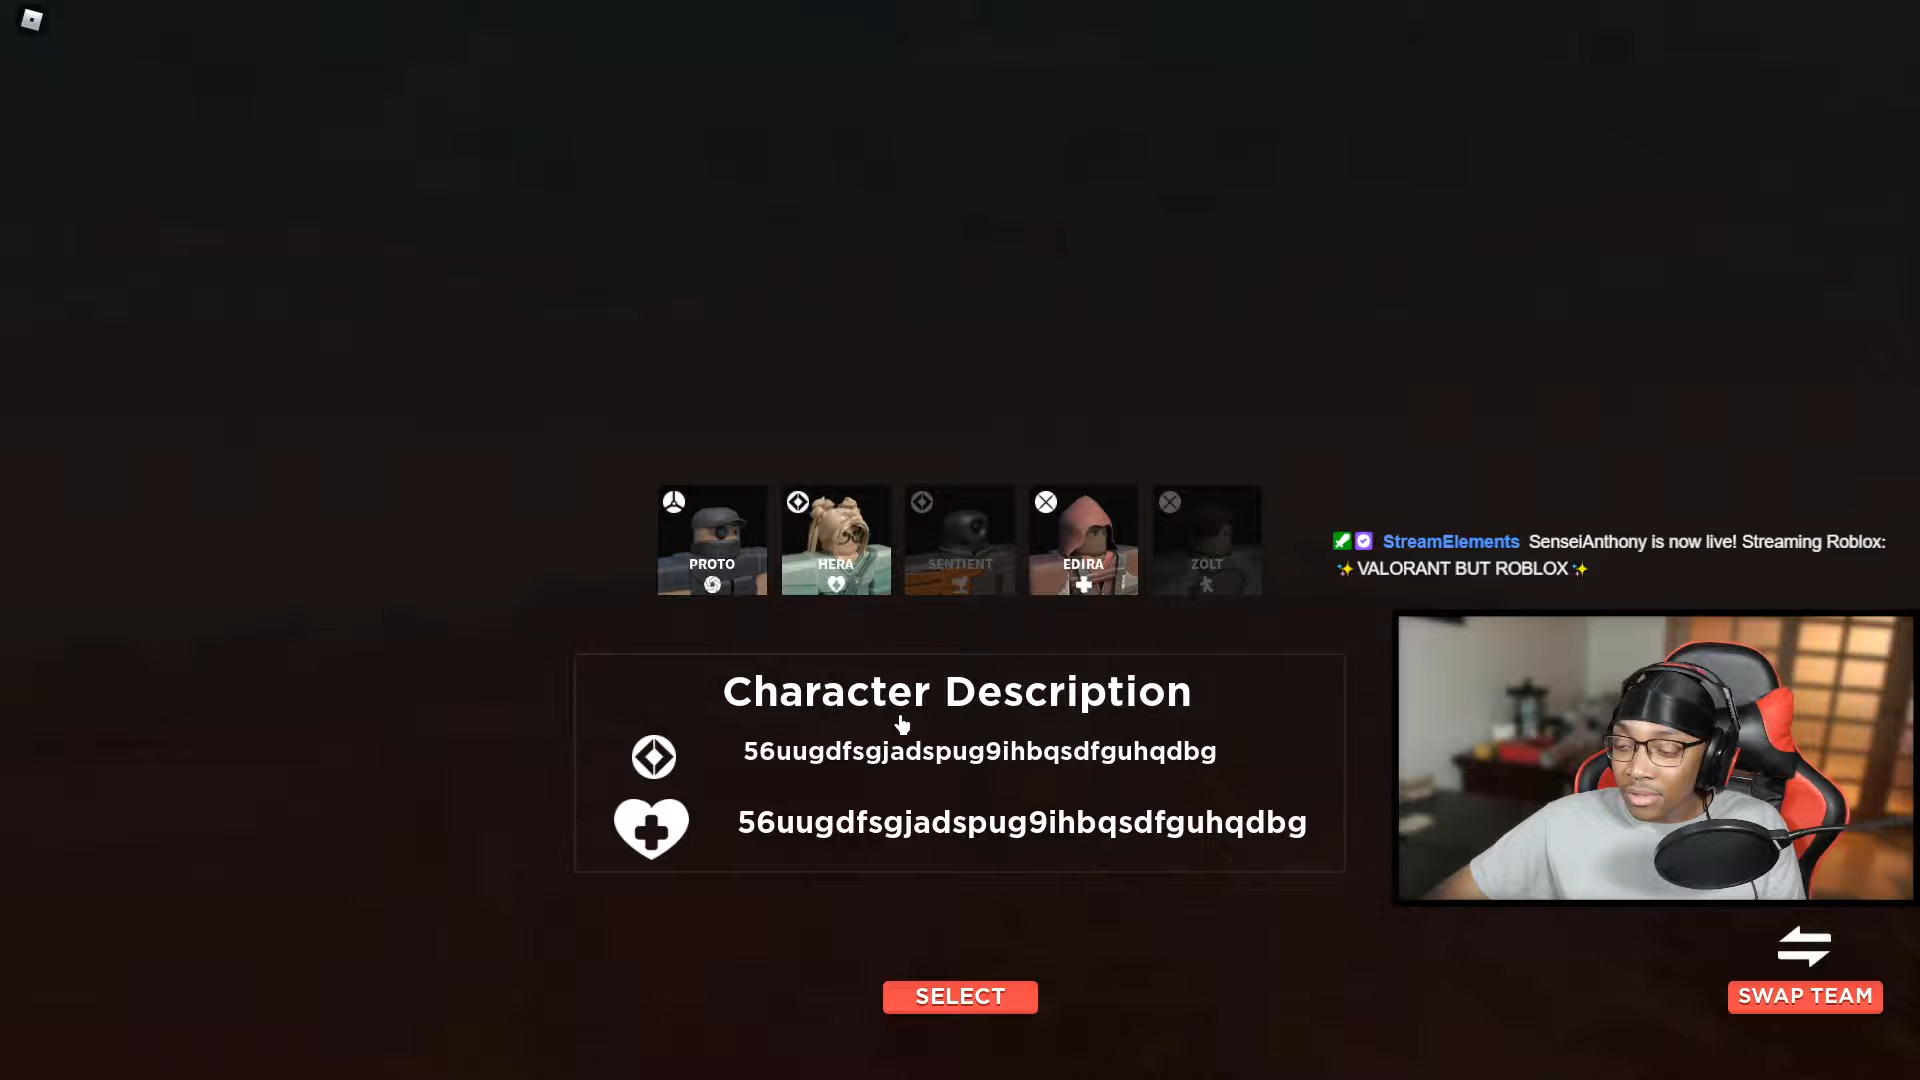 PROTO
HERA
SENTIENT
EDIRA
ZOLT
StreamElements SenseiAnthony is now live! Streaming Roblox:
✨VALORANT BUT ROBLOX✨
Character Description
56uugdfsgjadspug9ihbqsdfguhqdbg
56uugdfsgjadspug9ihbqsdfguhqdbg
SELECT
SWAP TEAM